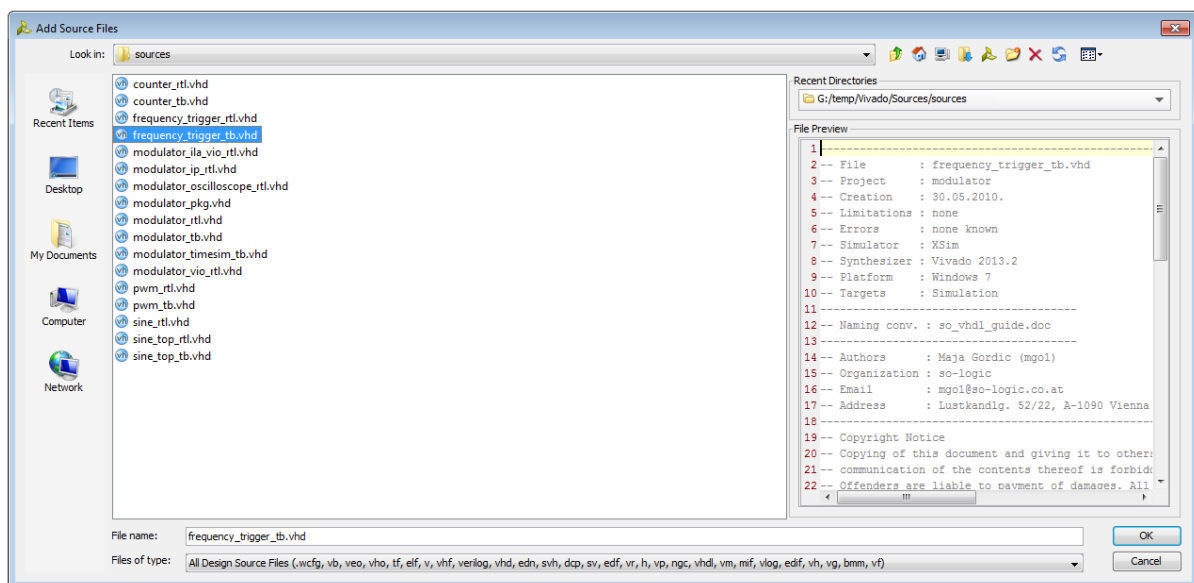 Add Source Files
Look in: sources
Recent Items
Desktop
My Documents
Computer
Network
counter_rtl.vhd
counter_tb.vhd
frequency_trigger_rtl.vhd
frequency_trigger_tb.vhd
modulator_ila_vio_rtl.vhd
modulator_ip_rtl.vhd
modulator_oscilloscope_rtl.vhd
modulator_pkg.vhd
modulator_rtl.vhd
modulator_tb.vhd
modulator_timesim_tb.vhd
modulator_vio_rtl.vhd
pwm_rtl.vhd
pwm_tb.vhd
sine_rtl.vhd
sine_top_rtl.vhd
sine_top_tb.vhd
Recent Directories
G:/temp/Vivado/Sources/sources
File Preview
1 --------------------------------------------------
2 -- File : frequency_trigger_tb.vhd
3 -- Project : modulator
4 -- Creation : 30.05.2010.
5 -- Limitations : none
6 -- Errors : none known
7 -- Simulator : XSim
8 -- Synthesizer : Vivado 2013.2
9 -- Platform : Windows 7
10 -- Targets : Simulation
11 ---------------------------------------
12 -- Naming conv. : so_vhdl_guide.doc
13 ---------------------------------------
14 -- Authors : Maja Gordic (mgo1)
15 -- Organization : so-logic
16 -- Email : mgo1@so-logic.co.at
17 -- Address : Lustkandlg. 52/22, A-1090 Vienna
18 --------------------------------------------------
19 -- Copyright Notice
20 -- Copying of this document and giving it to others
21 -- communication of the contents thereof is forbidd
22 -- Offenders are liable to payment of damages. All
File name: frequency_trigger_tb.vhd
OK
Files of type: All Design Source Files (.wcfg, vb, veo, vho, tf, elf, v, vhf, verilog, vhd, edn, svh, dcp, sv, edf, vr, h, vp, ngc, vhdl, vm, mif, vlog, edif, vh, vg, bmm, vf)
Cancel